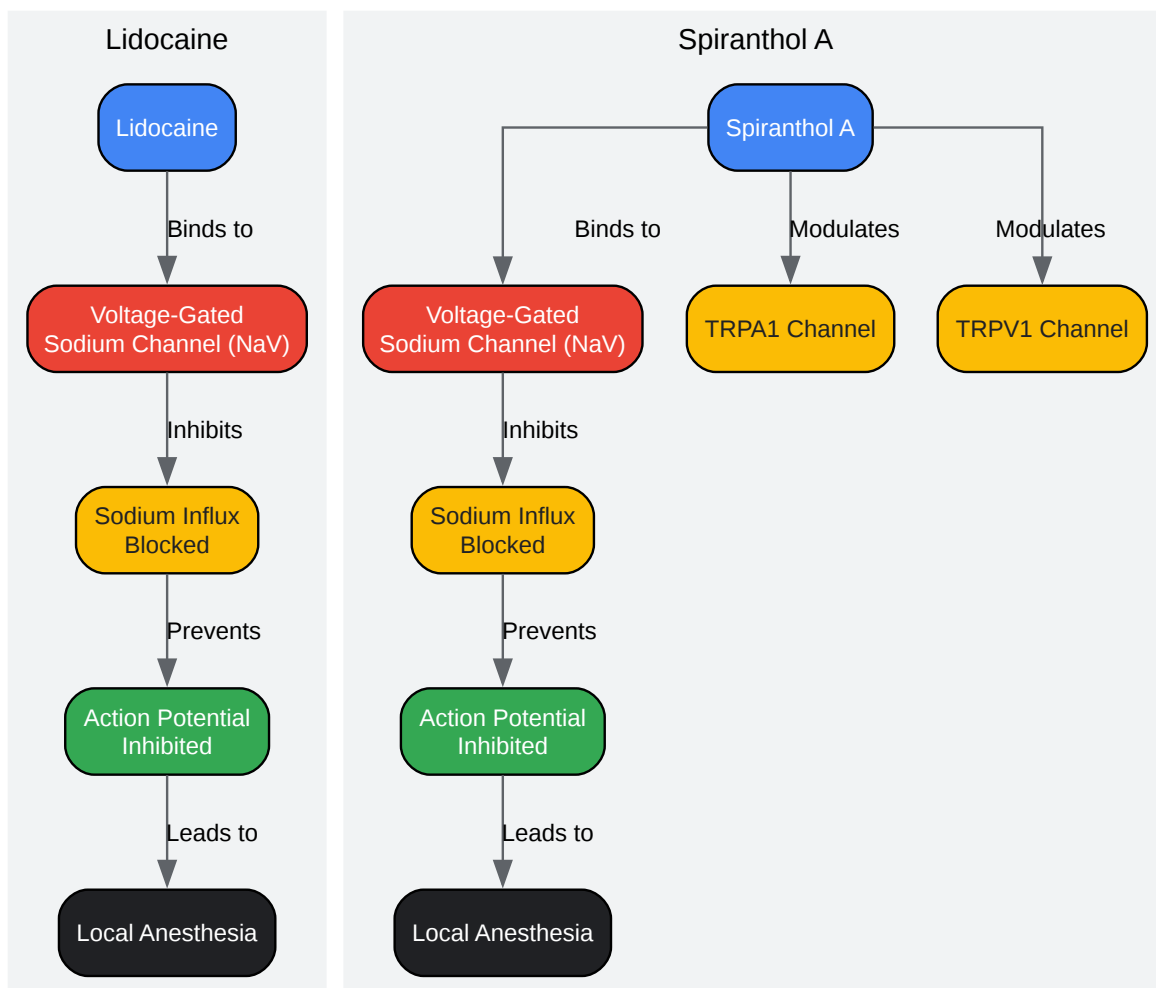 Lidocaine
Lidocaine
Binds to
Voltage-Gated
Sodium Channel (NaV)
Inhibits
Sodium Influx
Blocked
Prevents
Action Potential
Inhibited
Leads to
Local Anesthesia
Spiranthol A
Spiranthol A
Binds to
Modulates
Modulates
Voltage-Gated
Sodium Channel (NaV)
TRPA1 Channel
TRPV1 Channel
Inhibits
Sodium Influx
Blocked
Prevents
Action Potential
Inhibited
Leads to
Local Anesthesia